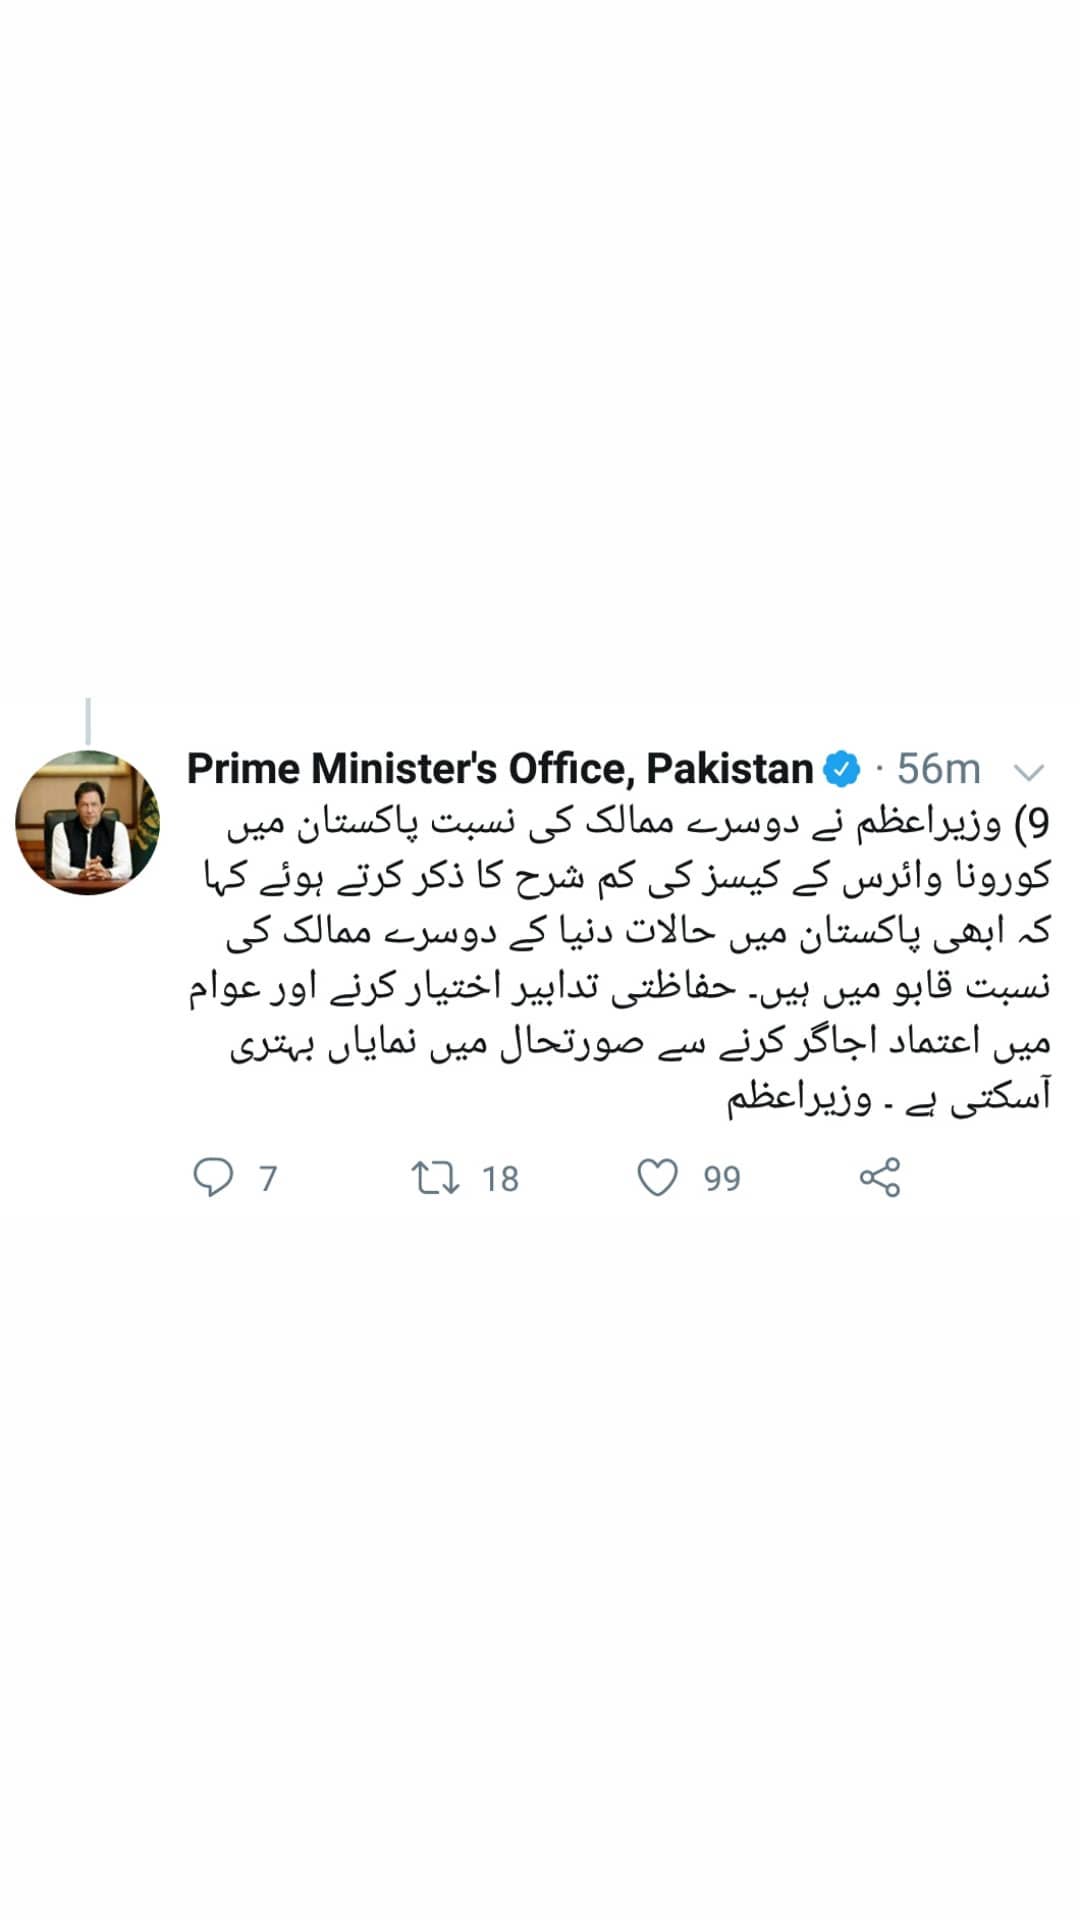 Prime Minister's Office, Pakistan · 56m
9) وزیراعظم نے دوسرے ممالک کی نسبت پاکستان میں
کورونا وائرس کے کیسز کی کم شرح کا ذکر کرتے ہوئے کہا
کہ ابھی پاکستان میں حالات دنیا کے دوسرے ممالک کی
نسبت قابو میں ہیں۔ حفاظتی تدابیر اختیار کرنے اور عوام
میں اعتماد اجاگر کرنے سے صورتحال میں نمایاں بہتری
آسکتی ہے ۔ وزیراعظم
7 18 99